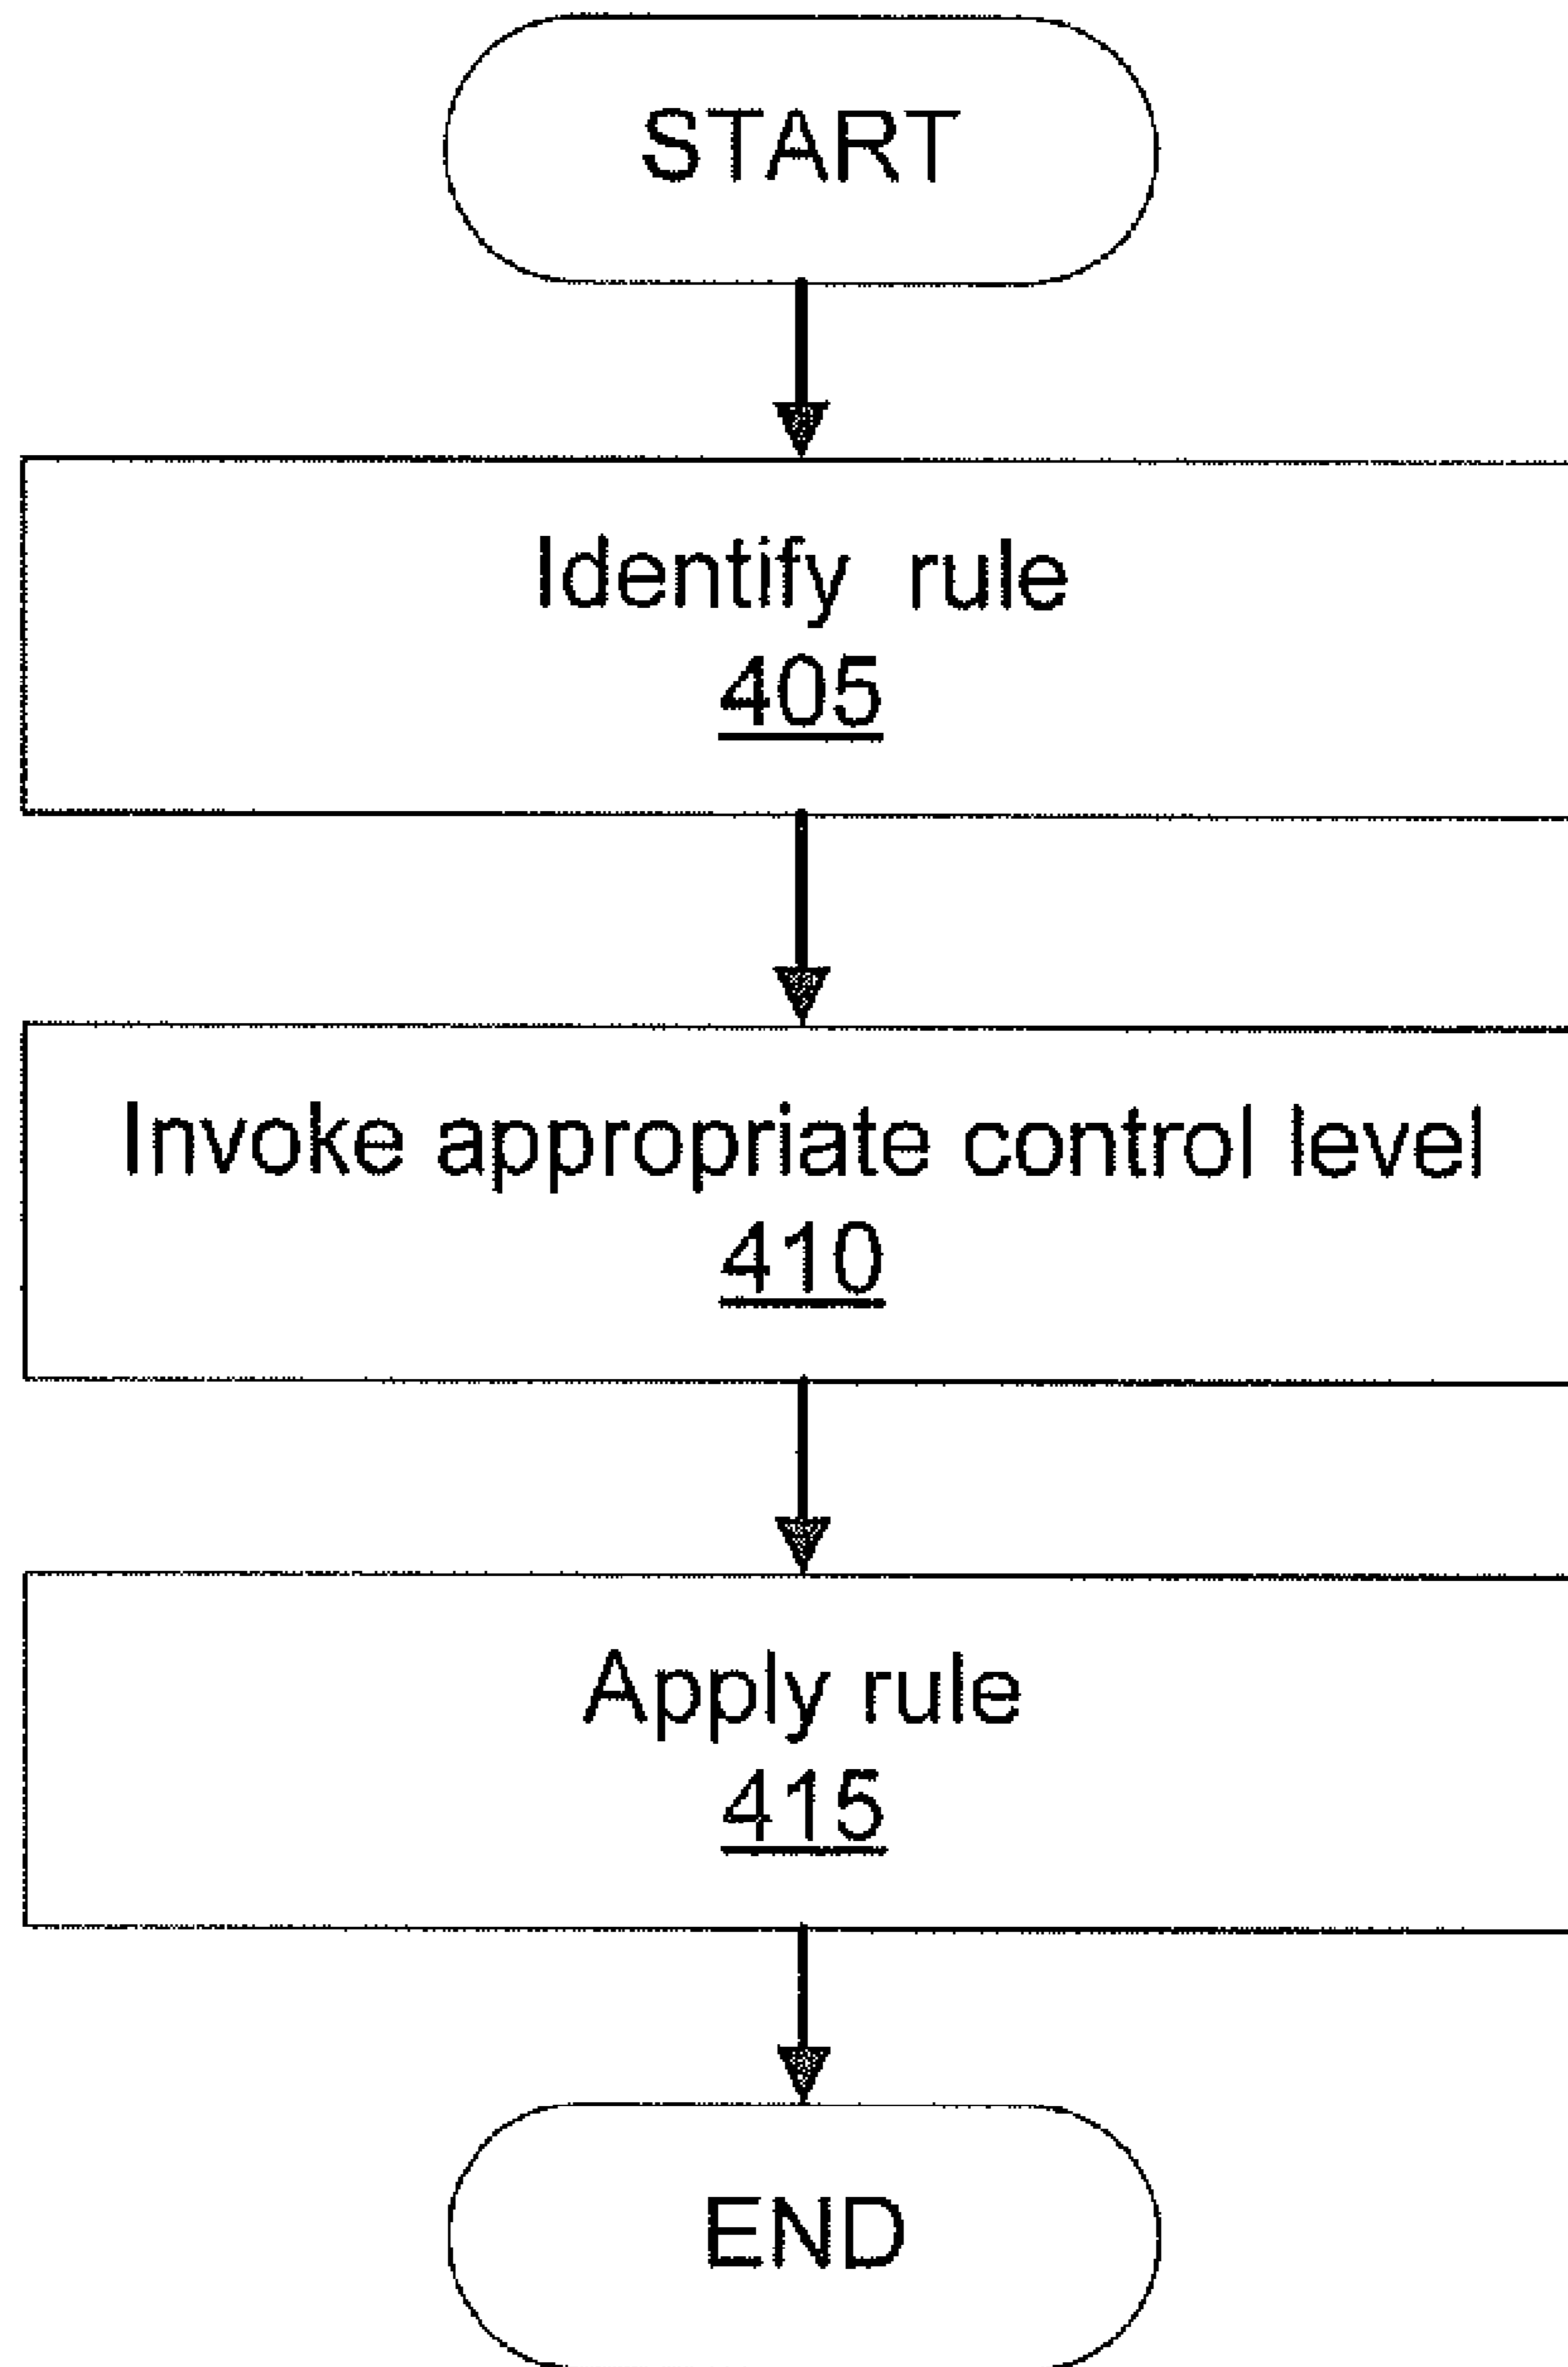 START
Identify rule
405
Invoke appropriate control level
410
Apply rule
415
END